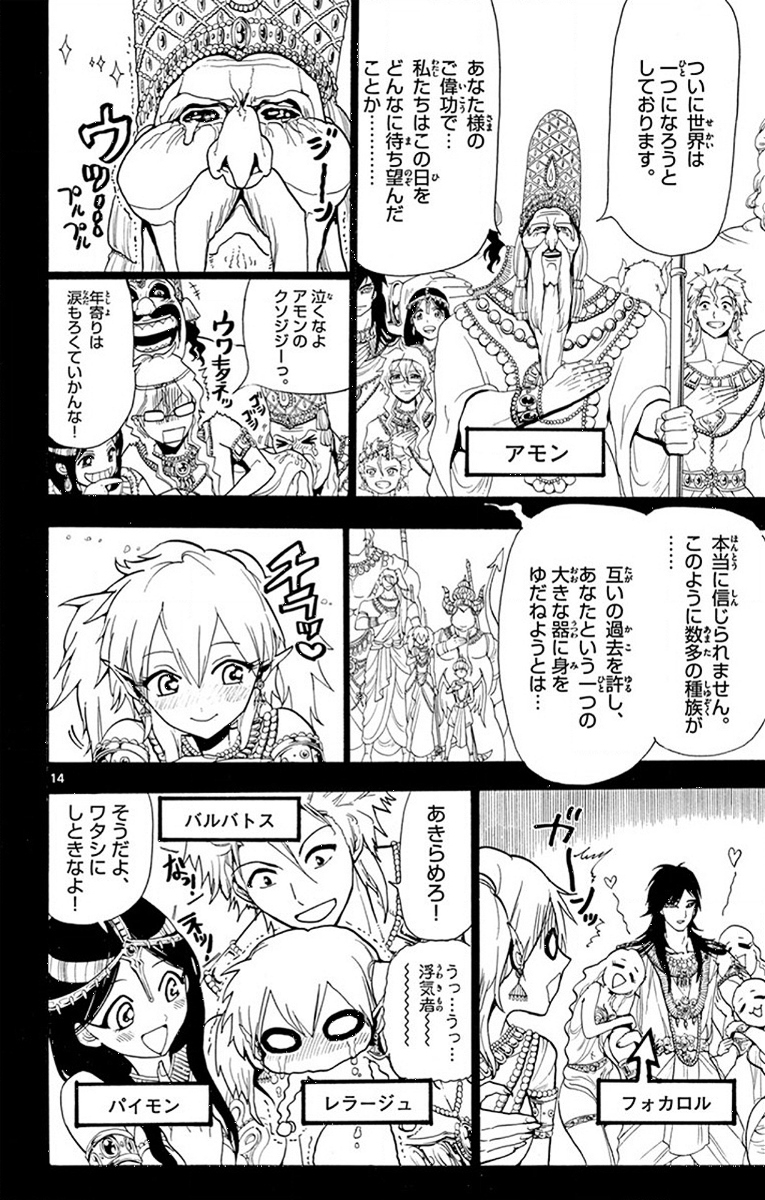 ついに世界は
一つになろうと
しております。
あなた様の
ご偉功で…
私たちはこの日を
どんなに待ち望んだ
ことか………
アモン
ジーン
ウッ…
プルプル
泣くなよ
アモンの
クソジジーっ。
ウワキタネッ
ゴッゴッ
年寄りは
涙もろくていかんな!
本当に信じられません。
このように数多の種族が
……
互いの過去を許し、
あなたという一つの
大きな器に身を
ゆだねようとは…
チラッ♡
14
ガーン
フォカロル
あきらめろ!
バルバトス
なっ!
うっ…うっ…
浮気者~
レラージュ
ネッ!
そうだよ、
ワタシに
しときなよ!
パイモン